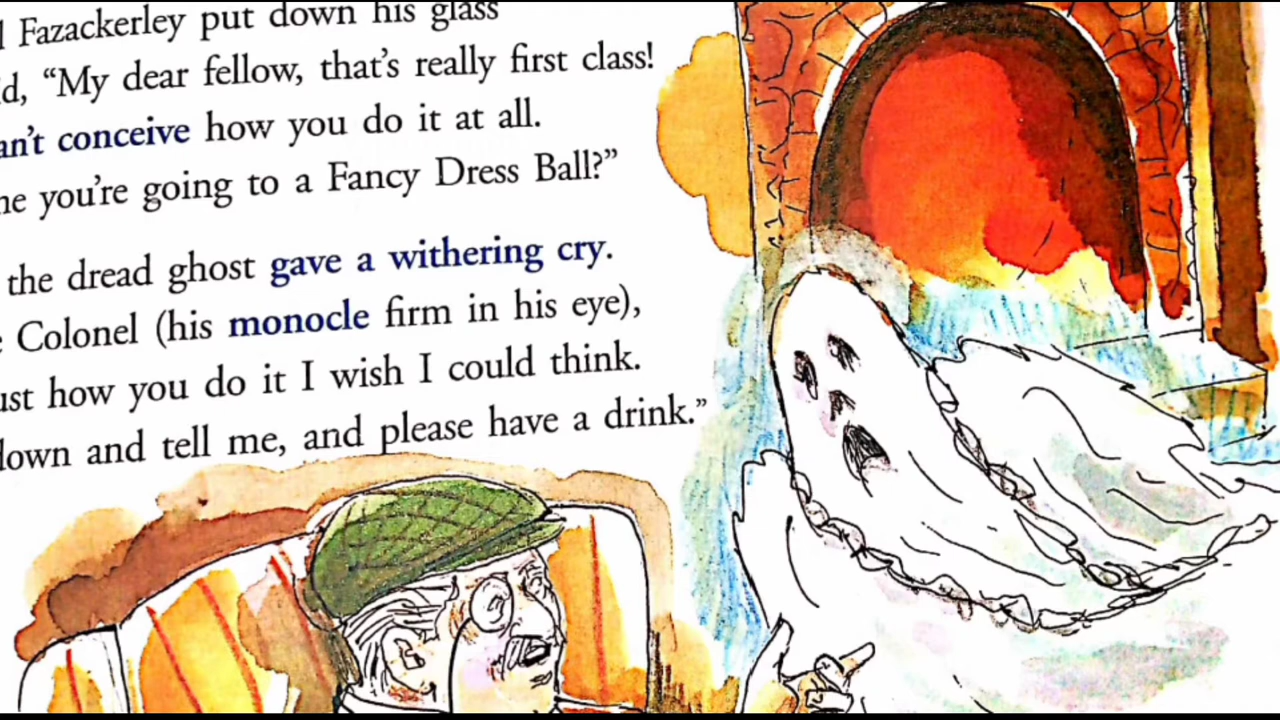 Fazackerley put down his glass
“My dear fellow, that’s really first class!
conceive how you do it at all.
you’re going to a Fancy Dress Ball?”
the dread ghost gave a withering cry.
Colonel (his monocle firm in his eye),
how you do it I wish I could think.
and tell me, and please have a drink.”